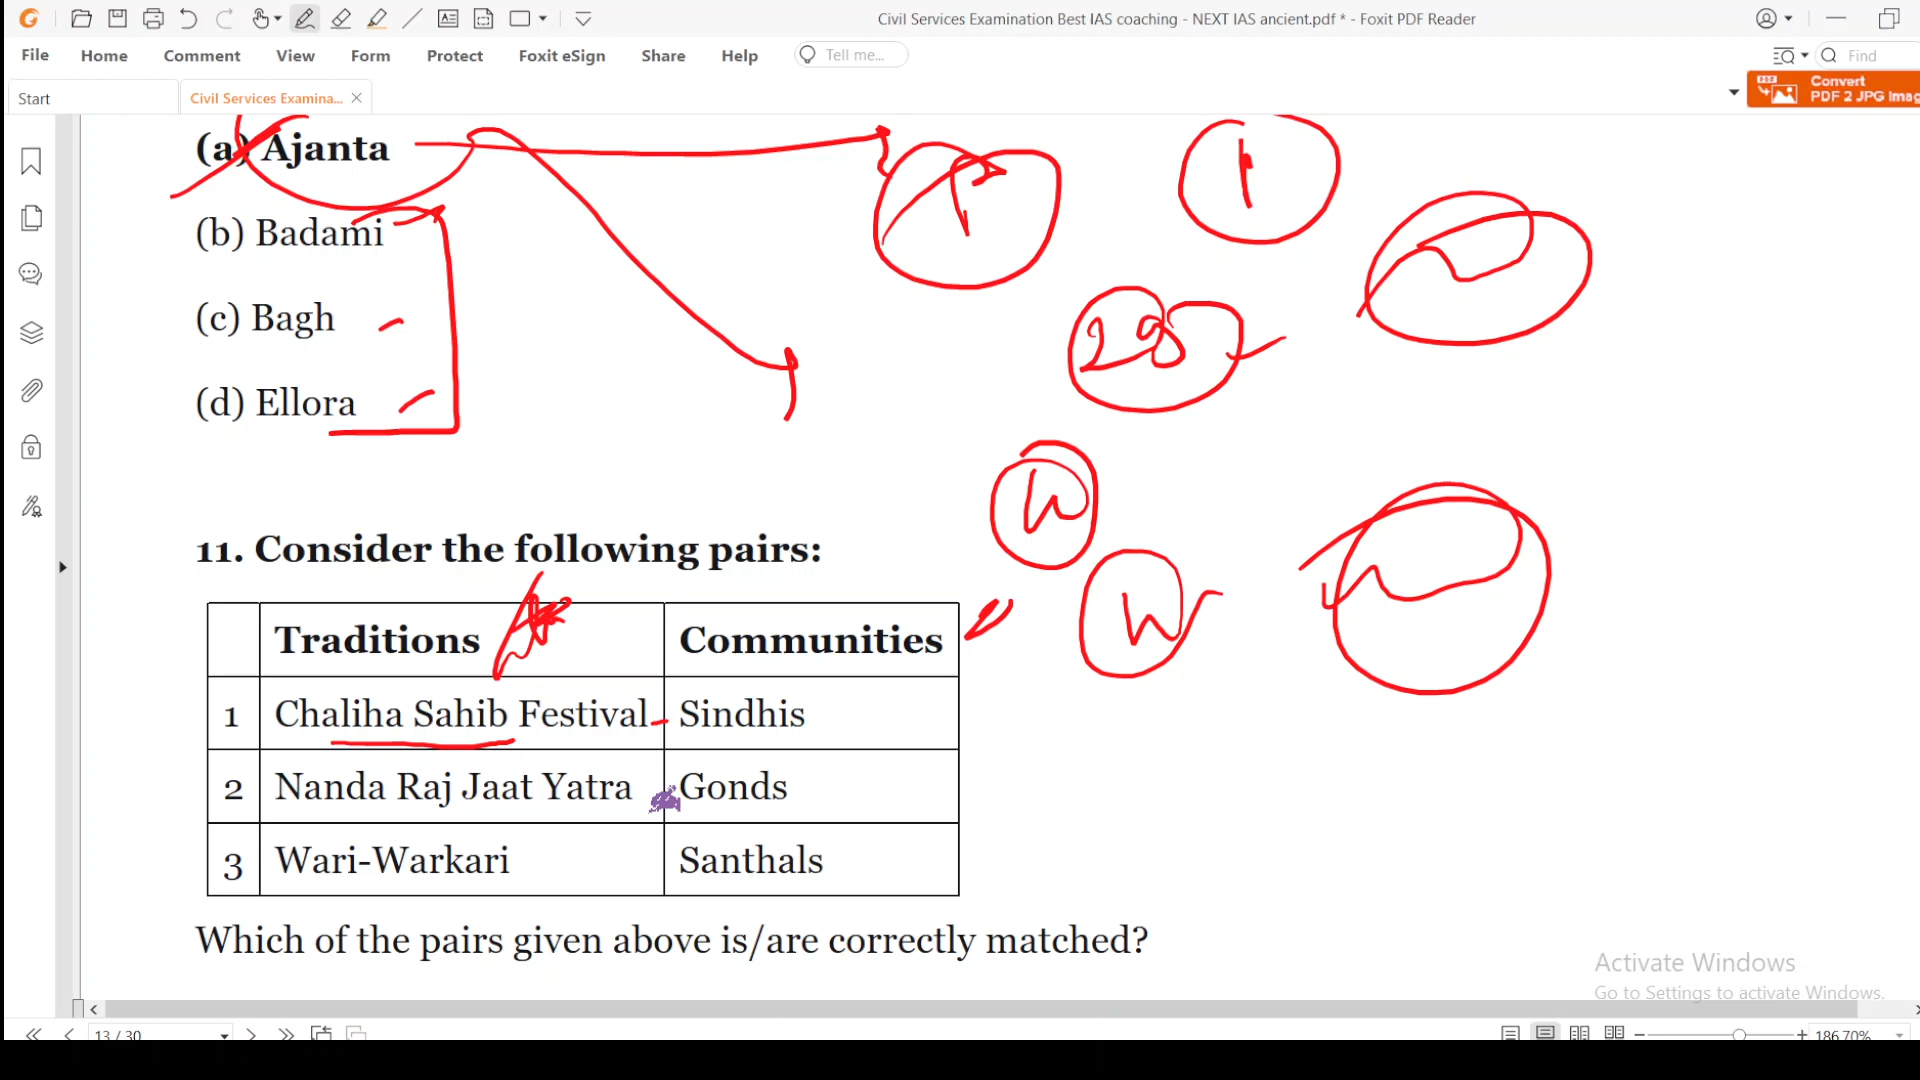 Civil Services Examination Best IAS coaching - NEXT IAS ancient.pdf * - Foxit PDF Reader
File Home Comment View Form Protect Foxit eSign Share Help Tell me... Find
Start Civil Services Examina... Convert
PDF 2 JPG Imag
(a) Ajanta
(b) Badami
(c) Bagh
(d) Ellora
11. Consider the following pairs:
Traditions Communities
1 Chaliha Sahib Festival Sindhis
2 Nanda Raj Jaat Yatra Gonds
3 Wari-Warkari Santhals
Which of the pairs given above is/are correctly matched?
Activate Windows
Go to Settings to activate Windows.
13 / 30 186.70%